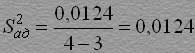 S²ад = 0,0124 / 4 − 3 = 0,0124